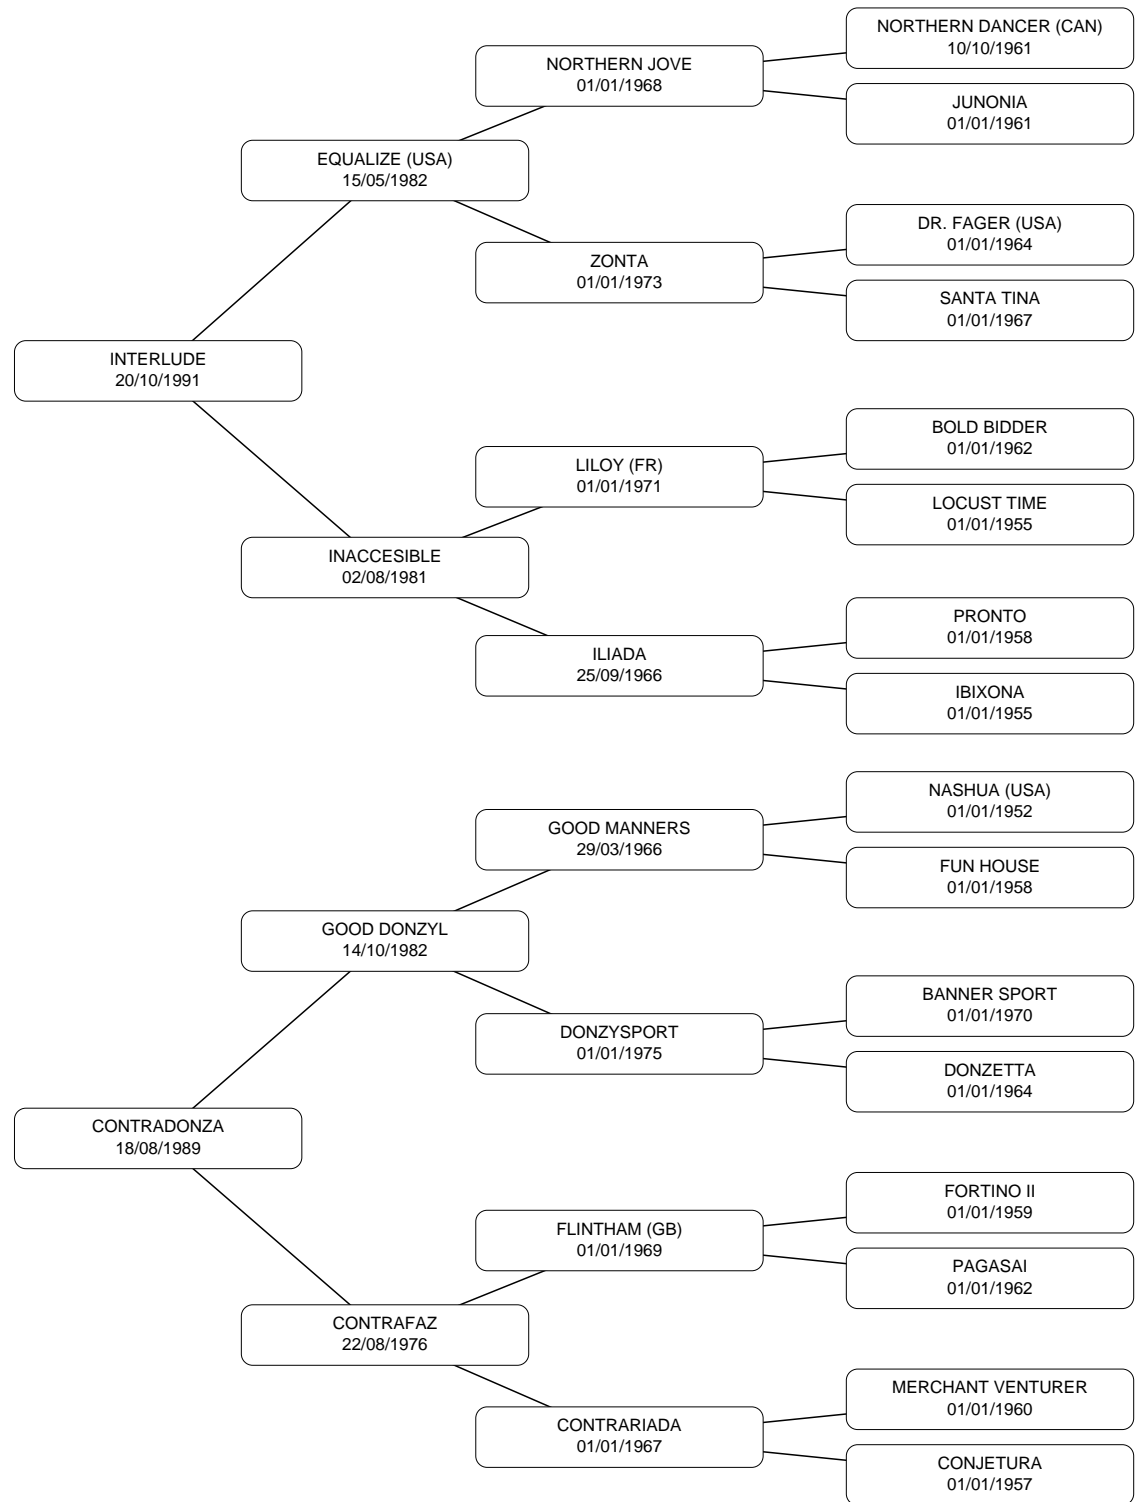 NORTHERN DANCER (CAN)
10/10/1961
NORTHERN JOVE
01/01/1968
JUNONIA
01/01/1961
EQUALIZE (USA)
15/05/1982
DR. FAGER (USA)
01/01/1964
ZONTA
01/01/1973
SANTA TINA
01/01/1967
INTERLUDE
20/10/1991
BOLD BIDDER
01/01/1962
LILOY (FR)
01/01/1971
LOCUST TIME
01/01/1955
INACCESIBLE
02/08/1981
PRONTO
01/01/1958
ILIADA
25/09/1966
IBIXONA
01/01/1955
NASHUA (USA)
01/01/1952
GOOD MANNERS
29/03/1966
FUN HOUSE
01/01/1958
GOOD DONZYL
14/10/1982
BANNER SPORT
01/01/1970
DONZYSPORT
01/01/1975
DONZETTA
01/01/1964
CONTRADONZA
18/08/1989
FORTINO II
01/01/1959
FLINTHAM (GB)
01/01/1969
PAGASAI
01/01/1962
CONTRAFAZ
22/08/1976
MERCHANT VENTURER
01/01/1960
CONTRARIADA
01/01/1967
CONJETURA
01/01/1957